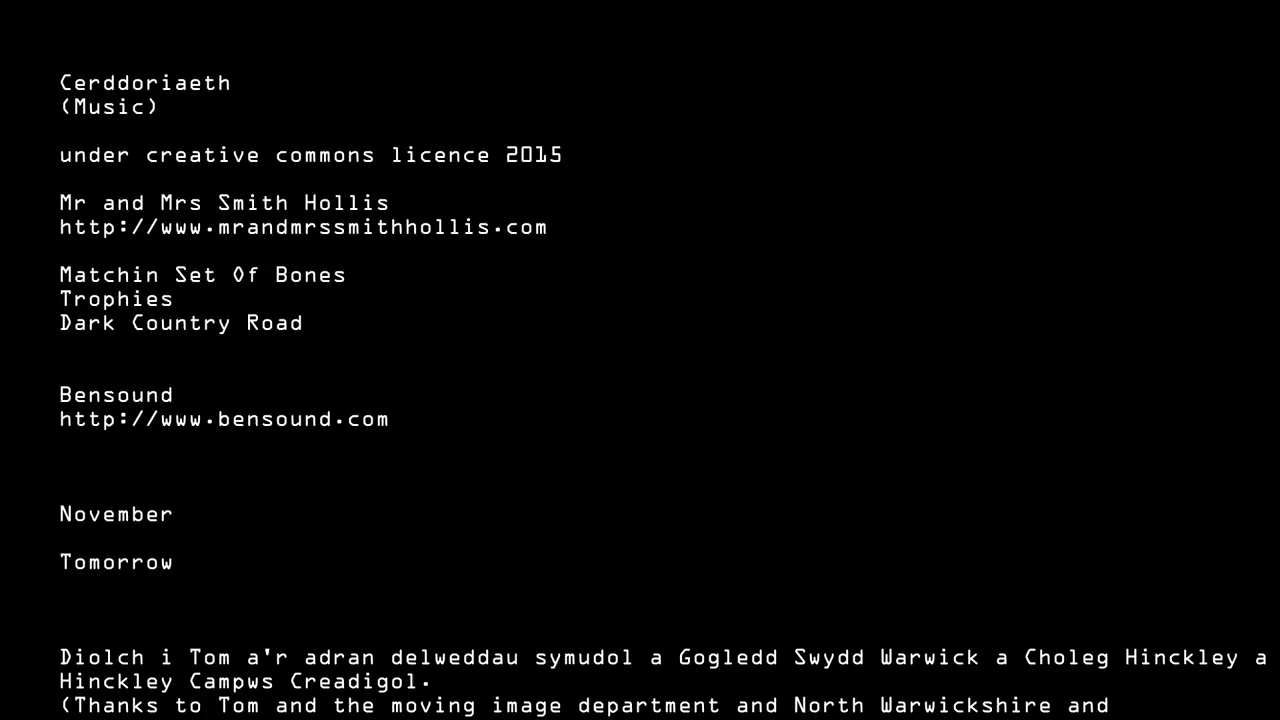 Cerddoriaeth
(Music)
under creative commons licence 2015
Mr and Mrs Smith Hollis
http://www.mrandmrssmithhollis.com
Matchin Set Of Bones
Trophies
Dark Country Road
Bensound
http://www.bensound.com
November
Tomorrow
Diolch i Tom a'r adran delweddau symudol a Gogledd Swydd Warwick a Choleg Hinckley a
Hinckley Campws Creadigol.
(Thanks to Tom and the moving image department and North Warwickshire and